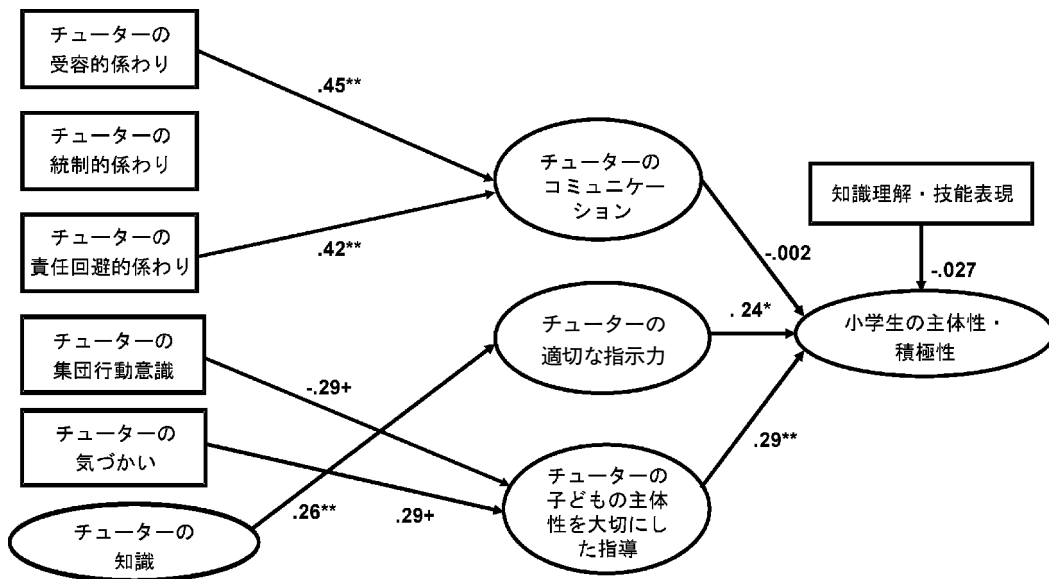 チューターの
受容的係わり
.45**
チューターの
統制的係わり
チューターの
コミュニケー
ション
知識理解・技能表現
チューターの
責任回避的係わり
.42**
-.002
-.027
チューターの
集団行動意識
-.29+
チューターの
適切な指示力
. 24*
小学生の主体性・
積極性
チューターの
気づかい
.26**
.29+
チューターの
子どもの主体
性を大切にし
た指導
.29**
チューターの
知識